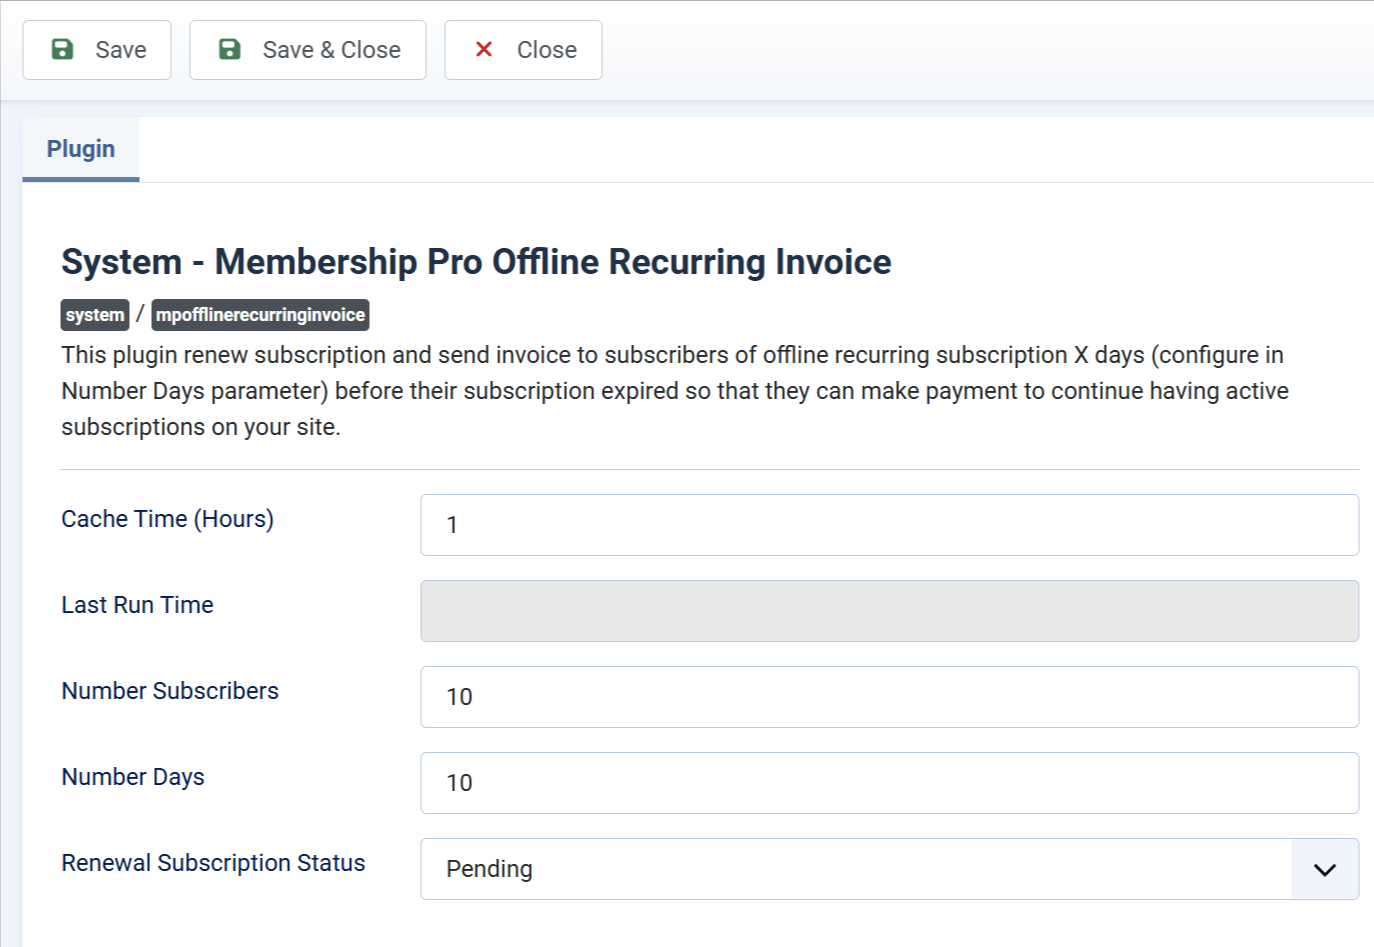 Save
Save & Close
Close
Plugin
System - Membership Pro Offline Recurring Invoice
system / mpofflinerecurringinvoice
This plugin renew subscription and send invoice to subscribers of offline recurring subscription X days (configure in
Number Days parameter) before their subscription expired so that they can make payment to continue having active
subscriptions on your site.
Cache Time (Hours)
1
Last Run Time
Number Subscribers
10
Number Days
10
Renewal Subscription Status
Pending